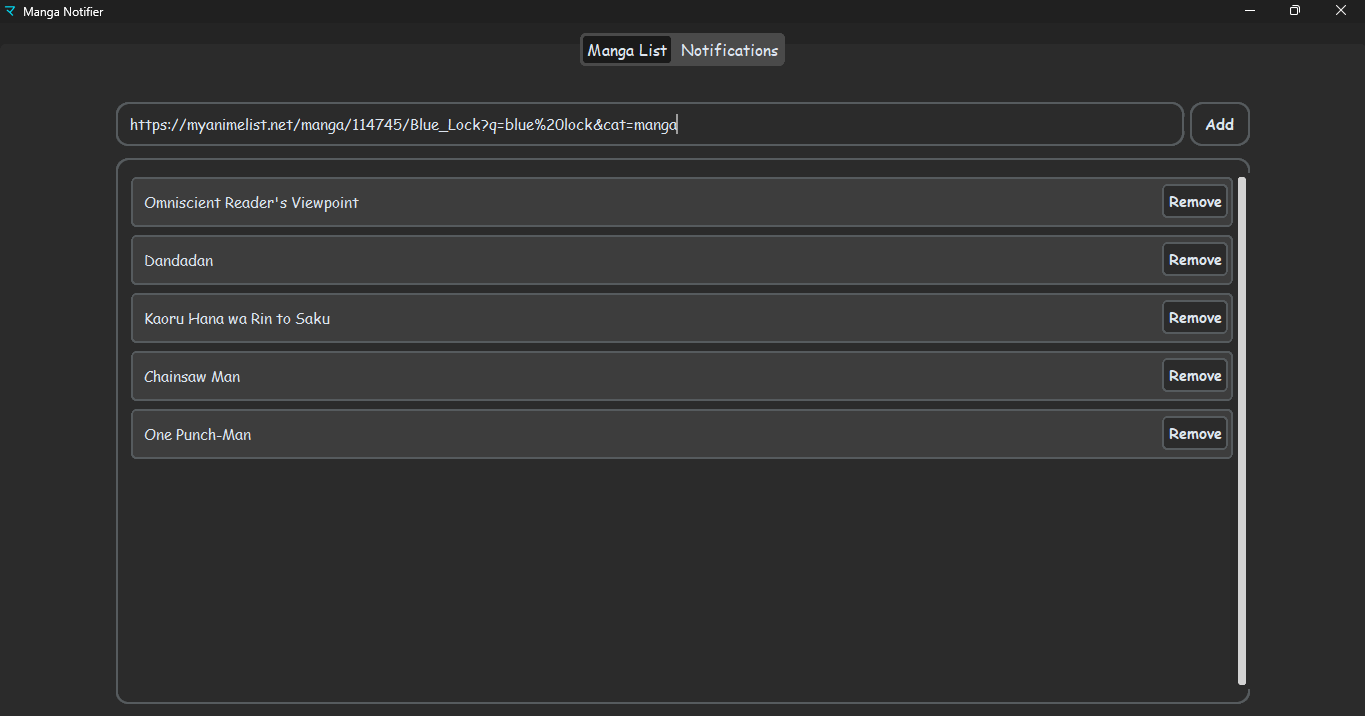 Manga Notifier
Manga List Notifications
https://myanimelist.net/manga/114745/Blue_Lock?q=blue%20lock&cat=manga Add
Omniscient Reader's Viewpoint Remove
Dandadan Remove
Kaoru Hana wa Rin to Saku Remove
Chainsaw Man Remove
One Punch-Man Remove